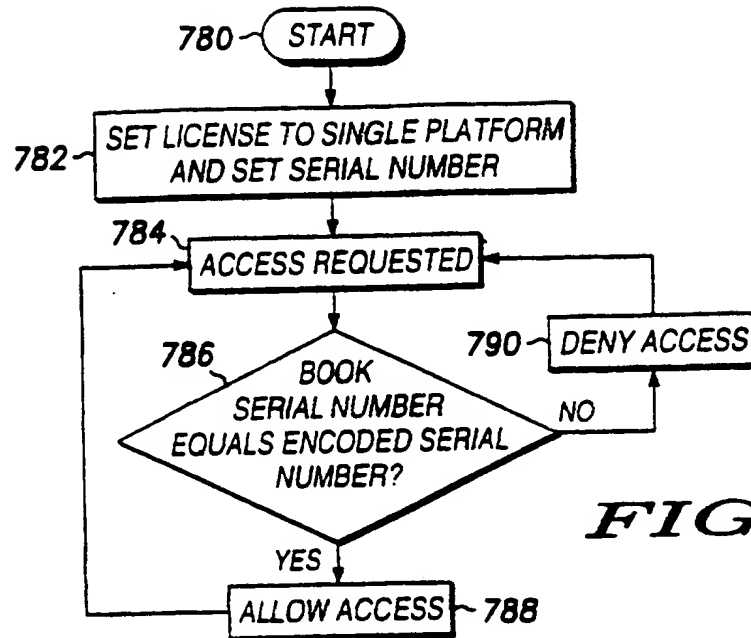 780
START
782
SET LICENSE TO SINGLE PLATFORM
AND SET SERIAL NUMBER
784
ACCESS REQUESTED
786
BOOK
SERIAL NUMBER
EQUALS ENCODED SERIAL
NUMBER?
790
DENY ACCESS
NO
YES
ALLOW ACCESS
788
FIG